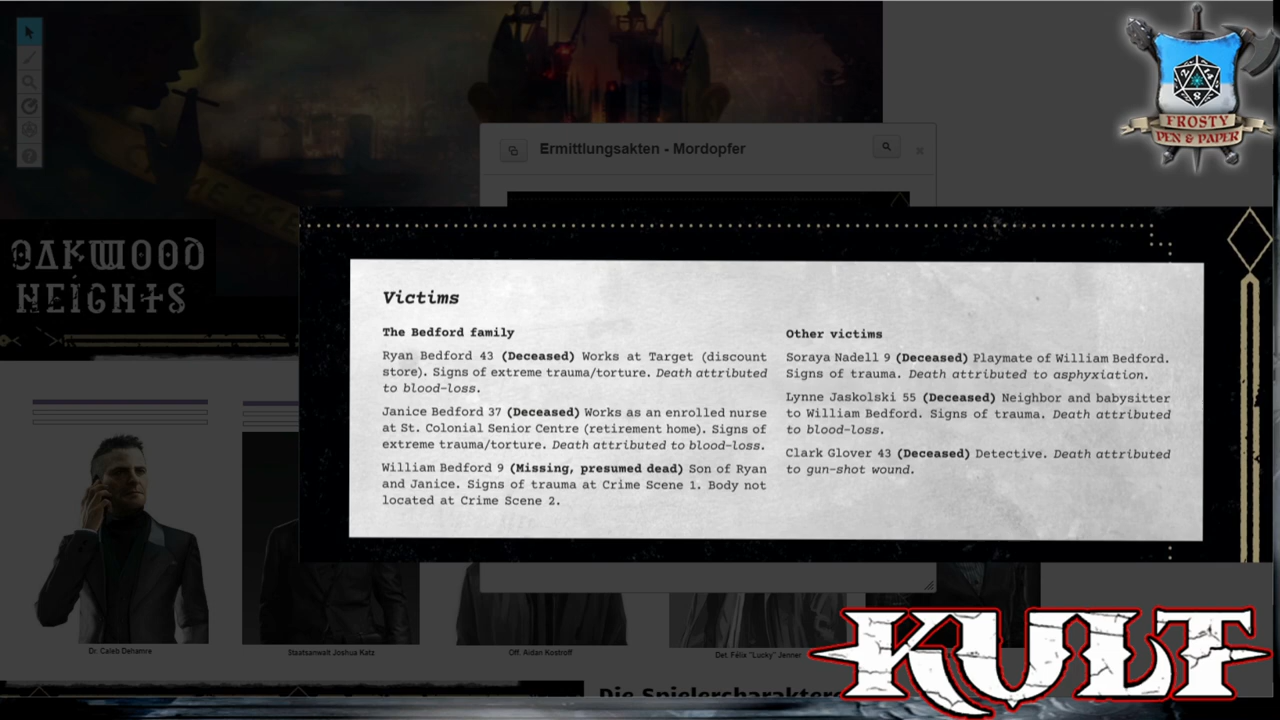 FROSTY
PEN & PAPER
Ermittlungsakten - Mordopfer
OAKWOOD
HEIGHTS
Victims
The Bedford family
Ryan Bedford 43 (Deceased) Works at Target (discount
store). Signs of extreme trauma/torture. Death attributed
to blood-loss.
Janice Bedford 37 (Deceased) Works as an enrolled nurse
at St. Colonial Senior Centre (retirement home). Signs of
extreme trauma/torture. Death attributed to blood-loss.
William Bedford 9 (Missing, presumed dead) Son of Ryan
and Janice. Signs of trauma at Crime Scene 1. Body not
located at Crime Scene 2.
Other victims
Soraya Nadell 9 (Deceased) Playmate of William Bedford.
Signs of trauma. Death attributed to asphyxiation.
Lynne Jaskolski 55 (Deceased) Neighbor and babysitter
to William Bedford. Signs of trauma. Death attributed
to blood-loss.
Clark Glover 43 (Deceased) Detective. Death attributed
to gun-shot wound.
Dr. Caleb Dehamre
Staatsanwalt Joshua Katz
Off. Aidan Kostroff
Det. Félix "Lucky" Jenner
Die Spielercharaktere
KULT